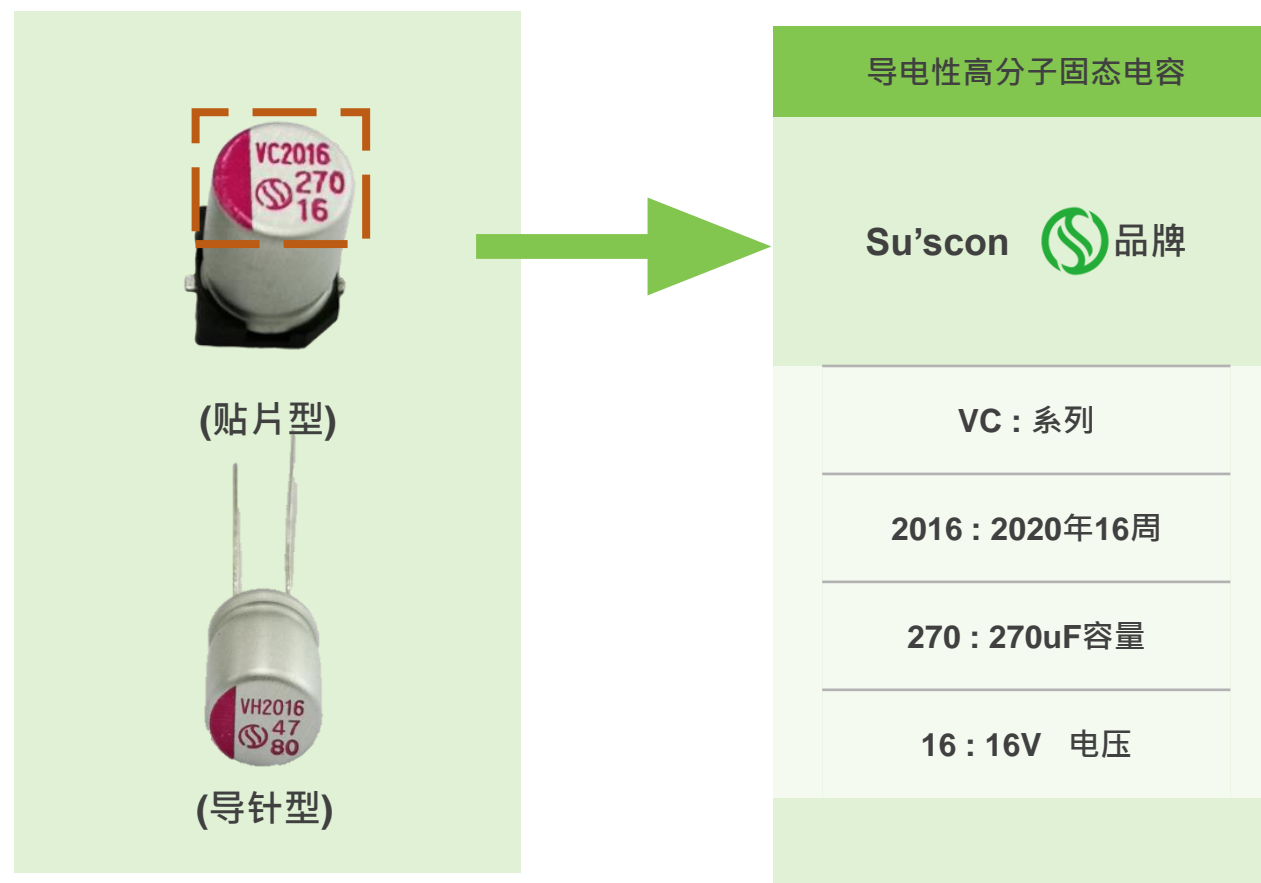 VC2016
270
16
(贴片型)
VH2016
47
80
(导针型)
导电性高分子固态电容
Su’scon 品牌
VC : 系列
2016 : 2020年16周
270 : 270uF容量
16 : 16V 电压